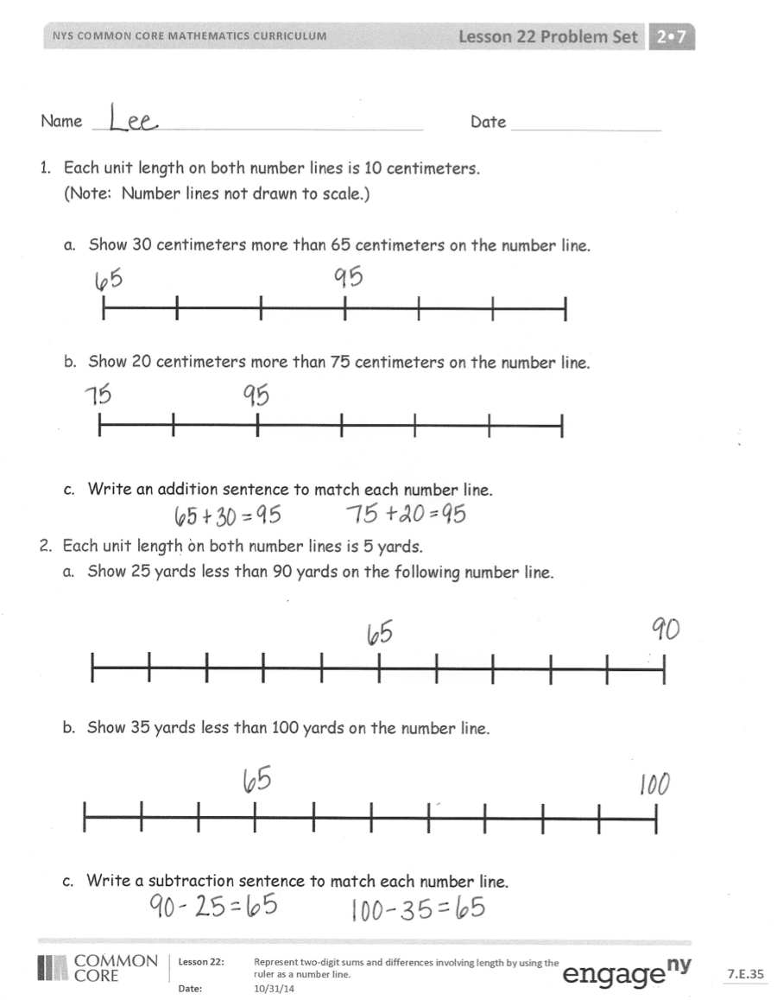 NYS COMMON CORE MATHEMATICS CURRICULUM Lesson 22 Problem Set 2•7
Name Lee Date
1. Each unit length on both number lines is 10 centimeters.
(Note: Number lines not drawn to scale.)
a. Show 30 centimeters more than 65 centimeters on the number line.
65 95
b. Show 20 centimeters more than 75 centimeters on the number line.
75 95
c. Write an addition sentence to match each number line.
65+30=95 75+20=95
2. Each unit length on both number lines is 5 yards.
a. Show 25 yards less than 90 yards on the following number line.
65 90
b. Show 35 yards less than 100 yards on the number line.
65 100
c. Write a subtraction sentence to match each number line.
90-25=65 100-35=65
COMMON CORE
Lesson 22: Represent two-digit sums and differences involving length by using the
ruler as a number line.
Date: 10/31/14
engageny
7.E.35